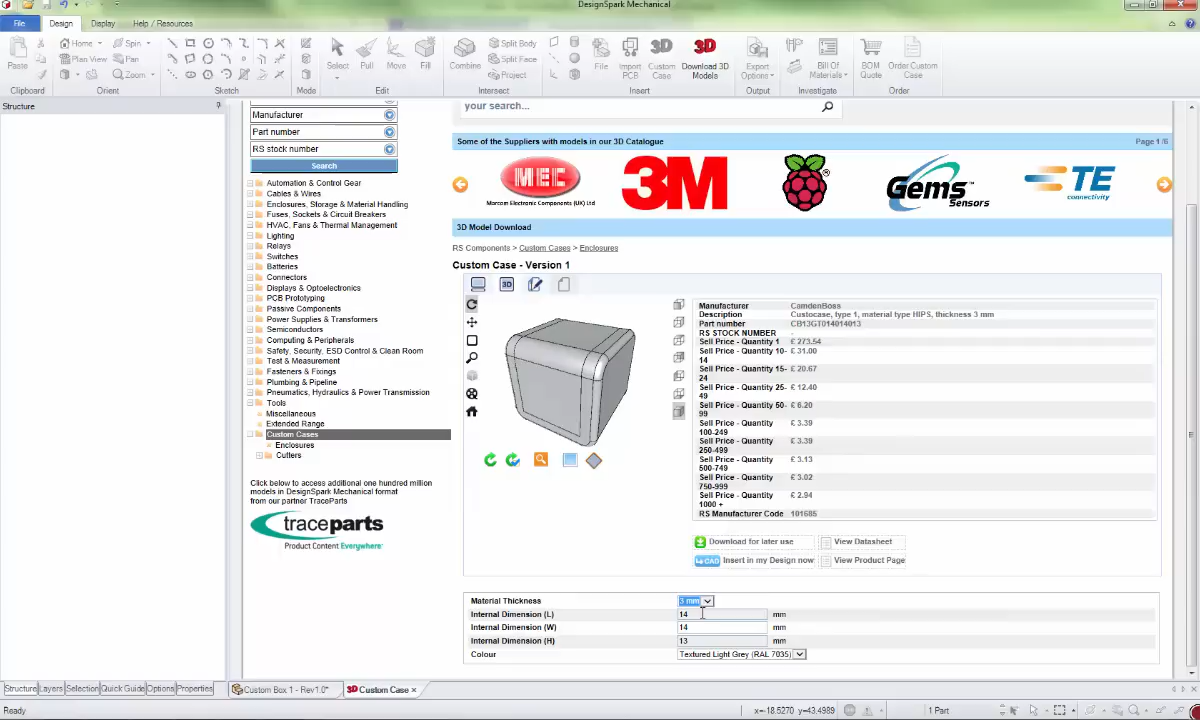 DesignSpark Mechanical
File Design Display Help / Resources
Home Spin Split Body
Plan View Pan Split Face
Zoom Project
Paste Select Pull Move Fill Combine File Import PCB Custom Case Download 3D Models Export Options Bill Of Materials BOM Quote Order Custom Case
Clipboard Orient Sketch Mode Edit Intersect Insert Output Investigate Order
Structure
Manufacturer
Part number
RS stock number
Search
Automation & Control Gear
Cables & Wires
Enclosures, Storage & Material Handling
Fuses, Sockets & Circuit Breakers
HVAC, Fans & Thermal Management
Lighting
Relays
Switches
Batteries
Connectors
Displays & Optoelectronics
PCB Prototyping
Passive Components
Power Supplies & Transformers
Semiconductors
Computing & Peripherals
Safety, Security, ESD Control & Clean Room
Test & Measurement
Fasteners & Fixings
Plumbing & Pipeline
Pneumatics, Hydraulics & Power Transmission
Tools
Miscellaneous
Extended Range
Custom Cases
Enclosures
Cutters
Click below to access additional one hundred million
models in DesignSpark Mechanical format
from our partner TraceParts
traceparts
Product Content Everywhere
your search...
Some of the Suppliers with models in our 3D Catalogue Page 1/6
MEC
Marcom Electronic Components (UK) Ltd
3M
Gems
Sensors
TE
connectivity
3D Model Download
RS Components > Custom Cases > Enclosures
Custom Case - Version 1
3D
Manufacturer CamdenBoss
Description Custocase, type 1, material type HIPS, thickness 3 mm
Part number CB13GT014014013
RS STOCK NUMBER -
Sell Price - Quantity 1 £ 273.54
Sell Price - Quantity 10- £ 31.00
14
Sell Price - Quantity 15- £ 20.67
24
Sell Price - Quantity 25- £ 12.40
49
Sell Price - Quantity 50- £ 6.20
99
Sell Price - Quantity £ 3.39
100-249
Sell Price - Quantity £ 3.39
250-499
Sell Price - Quantity £ 3.13
500-749
Sell Price - Quantity £ 3.02
750-999
Sell Price - Quantity £ 2.94
1000 +
RS Manufacturer Code 101685
Download for later use View Datasheet
CAD Insert in my Design now View Product Page
Material Thickness 3 mm
Internal Dimension (L) 14 mm
Internal Dimension (W) 14 mm
Internal Dimension (H) 13 mm
Colour Textured Light Grey (RAL 7035)
Structure Layers Selection Quick Guide Options Properties Custom Box 1 - Rev1.0* 3D Custom Case
Ready x=-18.5270 y=43.4989 1 Part